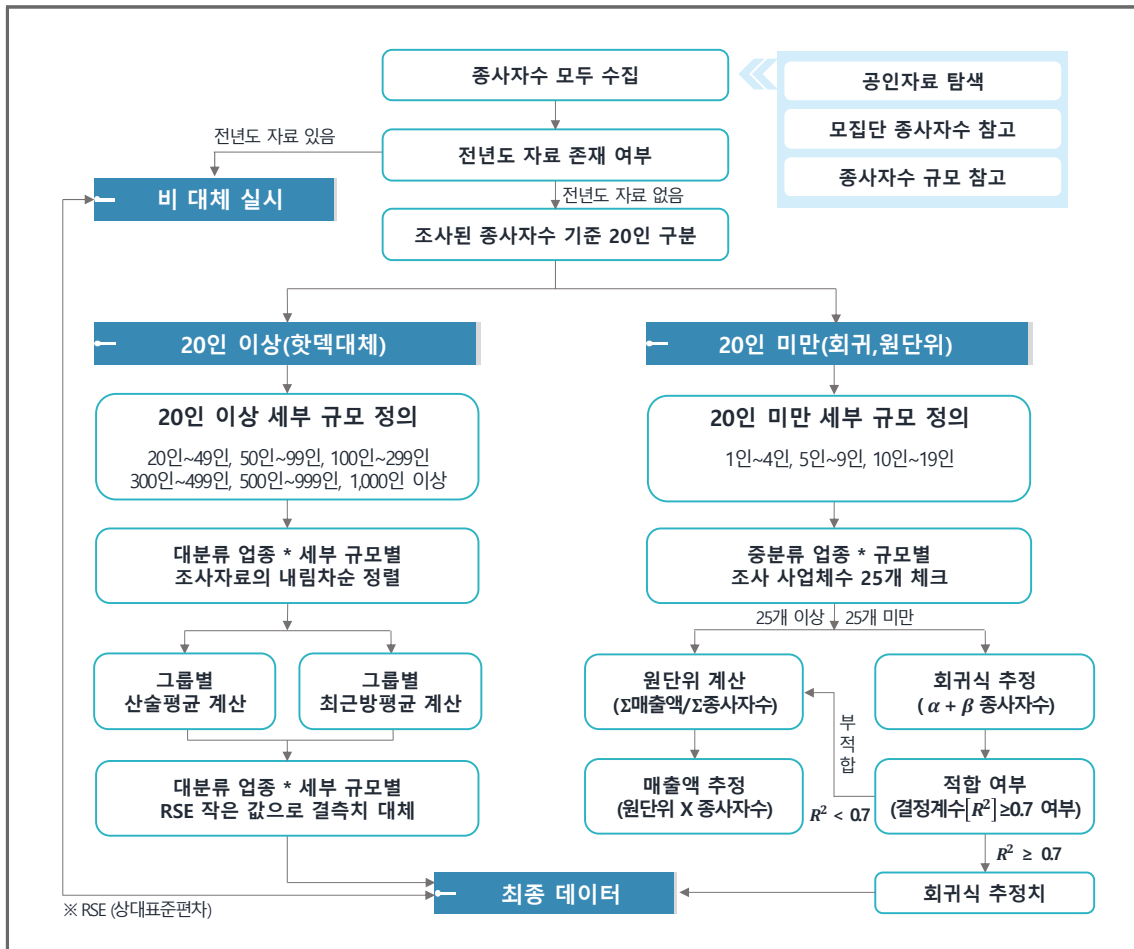 종사자수 모두 수집
공인자료 탐색
모집단 종사자수 참고
종사자수 규모 참고
전년도 자료 있음
전년도 자료 존재 여부
비 대체 실시
전년도 자료 없음
조사된 종사자수 기준 20인 구분
20인 이상(핫덱대체)
20인 이상 세부 규모 정의
20인~49인, 50인~99인, 100인~299인
300인~499인, 500인~999인, 1,000인 이상
대분류 업종 * 세부 규모별
조사자료의 내림차순 정렬
그룹별
산술평균 계산
그룹별
최근방평균 계산
대분류 업종 * 세부 규모별
RSE 작은 값으로 결측치 대체
20인 미만(회귀,원단위)
20인 미만 세부 규모 정의
1인~4인, 5인~9인, 10인~19인
중분류 업종 * 규모별
조사 사업체수 25개 체크
25개 이상
25개 미만
원단위 계산
(Σ매출액/Σ종사자수)
회귀식 추정
( α + β 종사자수)
부적합
매출액 추정
(원단위 X 종사자수)
적합 여부
(결정계수[R²] ≥0.7 여부)
R² < 0.7
R² ≥ 0.7
회귀식 추정치
최종 데이터
※ RSE (상대표준편차)